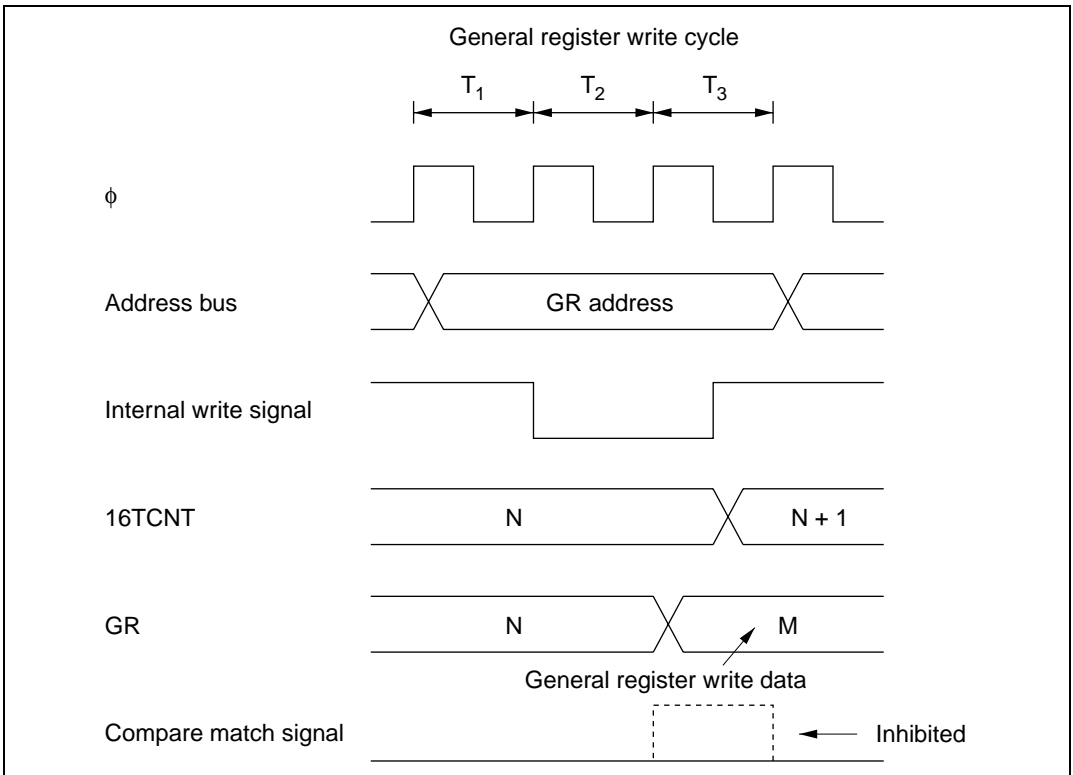 General register write cycle
T1 T2 T3
φ
Address bus GR address
Internal write signal
16TCNT N N + 1
GR N M
General register write data
Compare match signal Inhibited